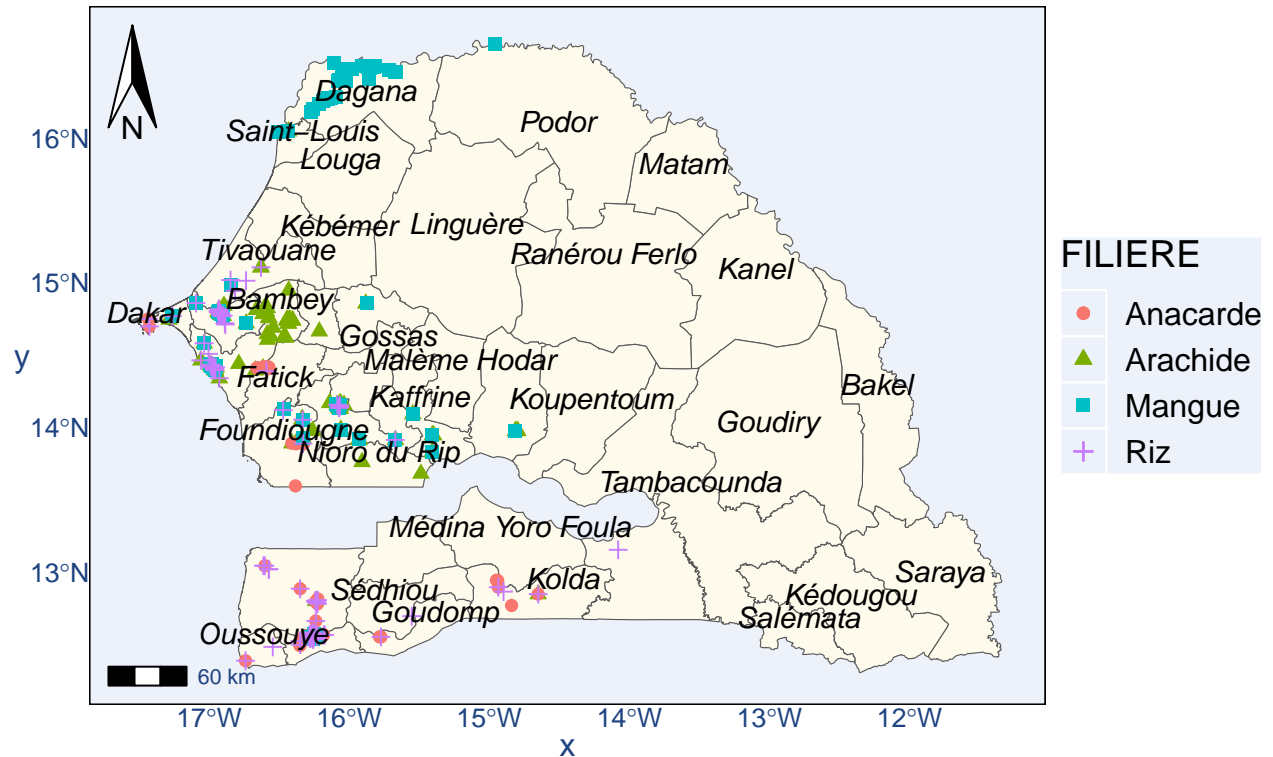 N
Dagana
Podor
Saint–Louis
Louga
Matam
Kébémer
Linguère
Tivaouane
Ranérou Ferlo
Kanel
Bambey
Dakar
Gossas
Malème Hodar
Fatick
Kaffrine
Koupentoum
Bakel
Goudiry
Foundiougne
Nioro du Rip
Tambacounda
Médina Yoro Foula
Kolda
Saraya
Sédhiou
Kédougou
Goudomp
Salémata
Oussouye
60 km
16°N
15°N
14°N
13°N
y
17°W 16°W 15°W 14°W 13°W 12°W
x
FILIERE
Anacarde
Arachide
Mangue
Riz